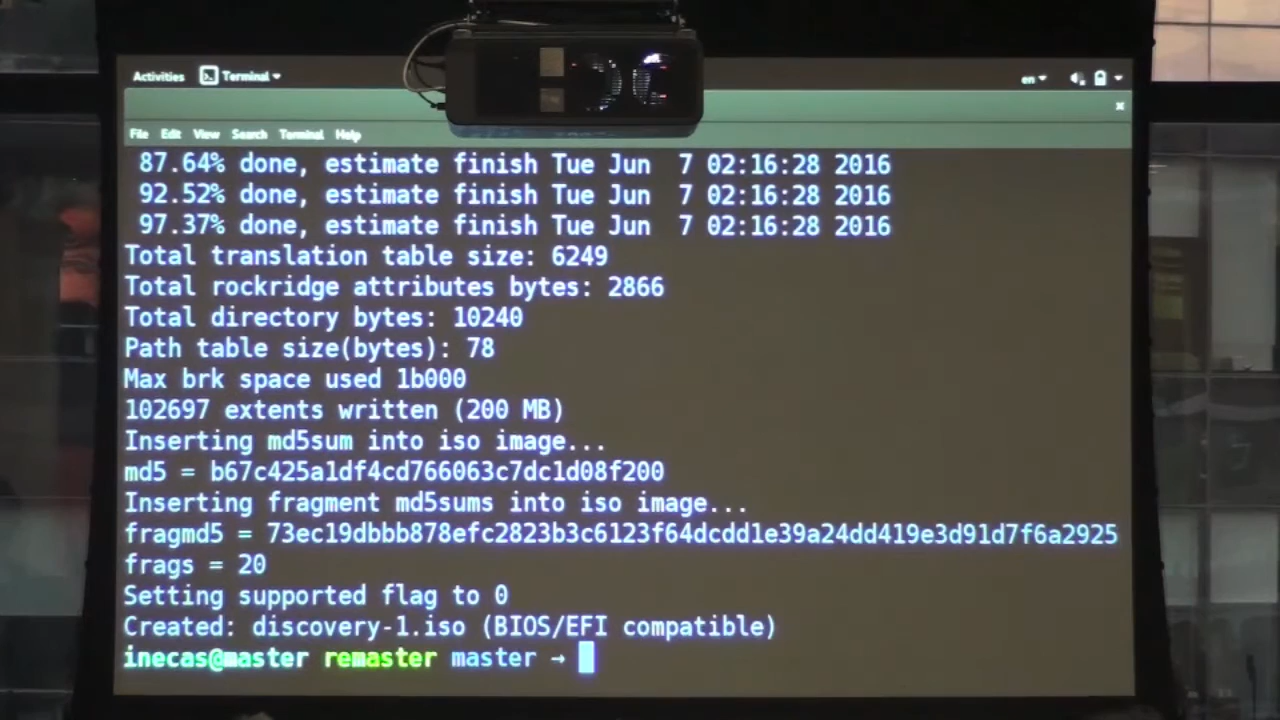 Activities Terminal en
File Edit View Search Terminal Help
87.64% done, estimate finish Tue Jun  7 02:16:28 2016
92.52% done, estimate finish Tue Jun  7 02:16:28 2016
97.37% done, estimate finish Tue Jun  7 02:16:28 2016
Total translation table size: 6249
Total rockridge attributes bytes: 2866
Total directory bytes: 10240
Path table size(bytes): 78
Max brk space used 1b000
102697 extents written (200 MB)
Inserting md5sum into iso image...
md5 = b67c425a1df4cd766063c7dc1d08f200
Inserting fragment md5sums into iso image...
fragmd5 = 73ec19dbbb878efc2823b3c6123f64dcdd1e39a24dd419e3d91d7f6a2925
frags = 20
Setting supported flag to 0
Created: discovery-1.iso (BIOS/EFI compatible)
inecas@master remaster master →